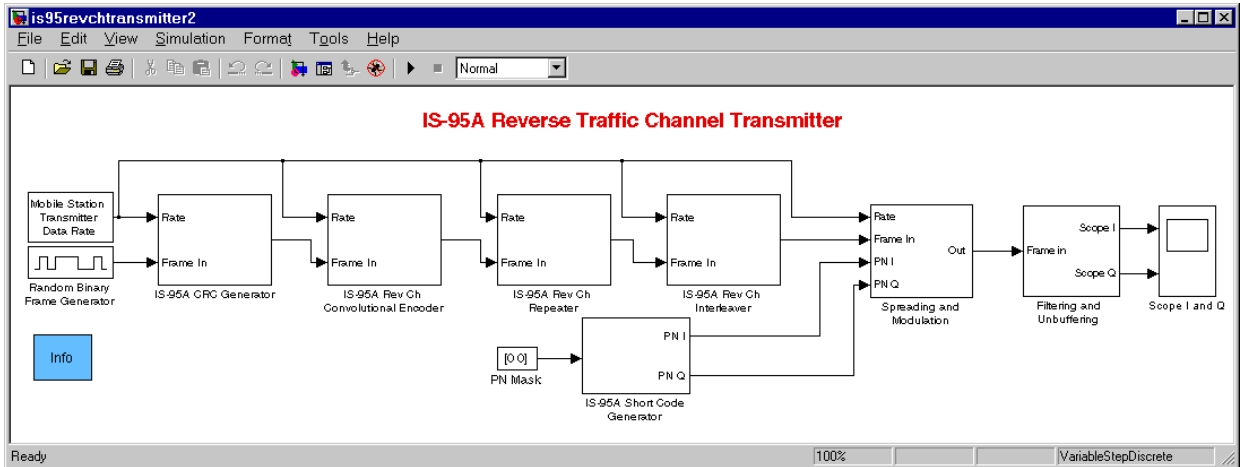 is95revchtransmitter2
File Edit View Simulation Format Tools Help
Normal
IS-95A Reverse Traffic Channel Transmitter
Mobile Station
Transmitter
Data Rate
Random Binary
Frame Generator
Rate
Frame In
IS-95A CRC Generator
Rate
Frame In
IS-95A Rev Ch
Convolutional Encoder
Rate
Frame In
IS-95A Rev Ch
Repeater
Rate
Frame In
IS-95A Rev Ch
Interleaver
Rate
Frame In
PN I
PN Q
Out
Spreading and
Modulation
Frame in
Scope I
Scope Q
Filtering and
Unbuffering
Scope I and Q
Info
[0 0]
PN Mask
PN I
PN Q
IS-95A Short Code
Generator
Ready 100% VariableStepDiscrete